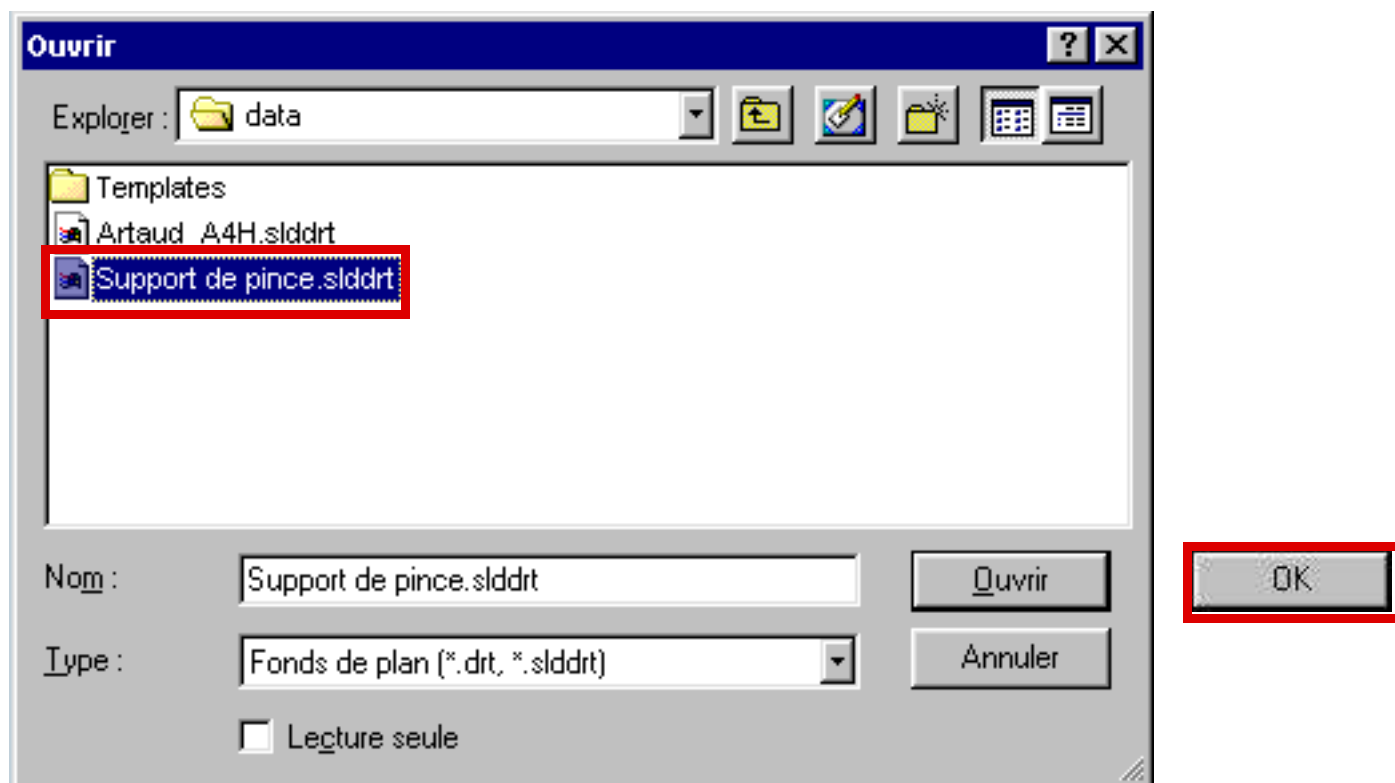 Ouvrir
Explorer : data
Templates
Artaud_A4H.slddrt
Support de pince.slddrt
Nom : Support de pince.slddrt Ouvrir OK
Type : Fonds de plan (*.drt, *.slddrt) Annuler
Lecture seule